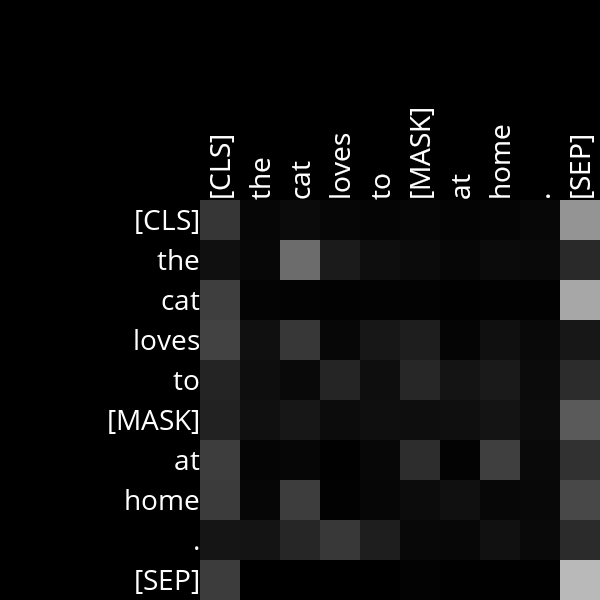 [CLS] the cat loves to [MASK] at home . [SEP]
[CLS]
the
cat
loves
to
[MASK]
at
home
.
[SEP]